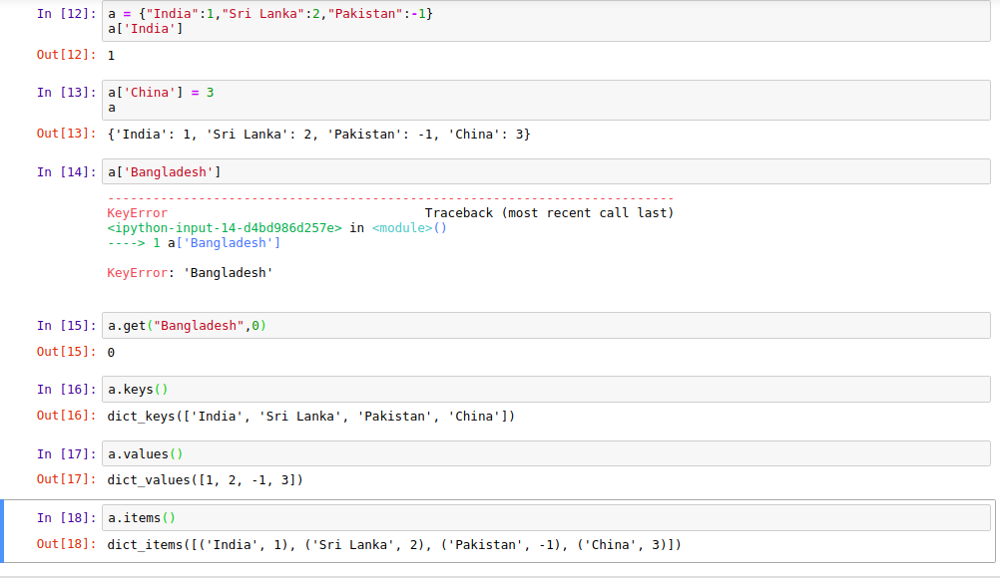 In [12]: a = {"India":1,"Sri Lanka":2,"Pakistan":-1}
a['India']
Out[12]: 1
In [13]: a['China'] = 3
a
Out[13]: {'India': 1, 'Sri Lanka': 2, 'Pakistan': -1, 'China': 3}
In [14]: a['Bangladesh']
---------------------------------------------------------------------------
KeyError                                  Traceback (most recent call last)
<ipython-input-14-d4bd986d257e> in <module>()
----> 1 a['Bangladesh']
KeyError: 'Bangladesh'
In [15]: a.get("Bangladesh",0)
Out[15]: 0
In [16]: a.keys()
Out[16]: dict_keys(['India', 'Sri Lanka', 'Pakistan', 'China'])
In [17]: a.values()
Out[17]: dict_values([1, 2, -1, 3])
In [18]: a.items()
Out[18]: dict_items([('India', 1), ('Sri Lanka', 2), ('Pakistan', -1), ('China', 3)])